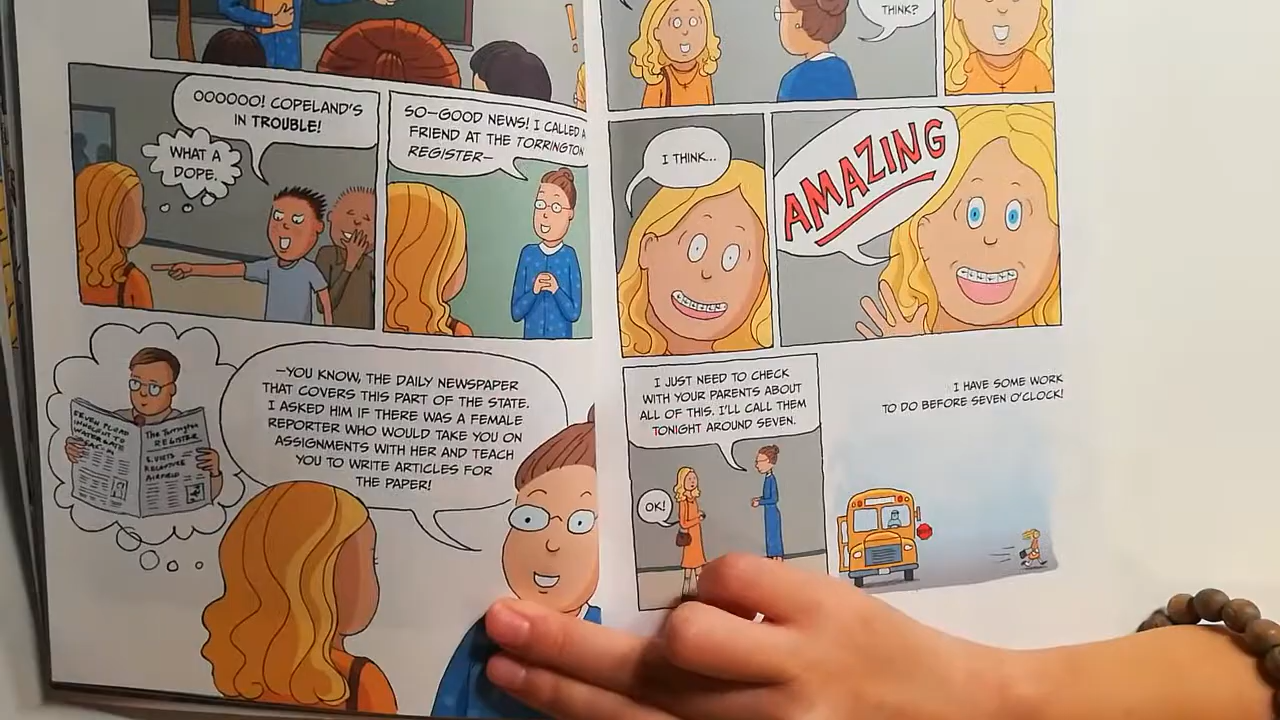 OOOOOO! COPELAND'S
IN TROUBLE!
WHAT A
DOPE.
SO—GOOD NEWS! I CALLED A
FRIEND AT THE TORRINGTON
REGISTER—
The Torrington
REGISTER
—YOU KNOW, THE DAILY NEWSPAPER
THAT COVERS THIS PART OF THE STATE.
I ASKED HIM IF THERE WAS A FEMALE
REPORTER WHO WOULD TAKE YOU ON
ASSIGNMENTS WITH HER AND TEACH
YOU TO WRITE ARTICLES FOR
THE PAPER!
THINK?
I THINK...
AMAZING
I JUST NEED TO CHECK
WITH YOUR PARENTS ABOUT
ALL OF THIS. I'LL CALL THEM
TONIGHT AROUND SEVEN.
OK!
I HAVE SOME WORK
TO DO BEFORE SEVEN O'CLOCK!